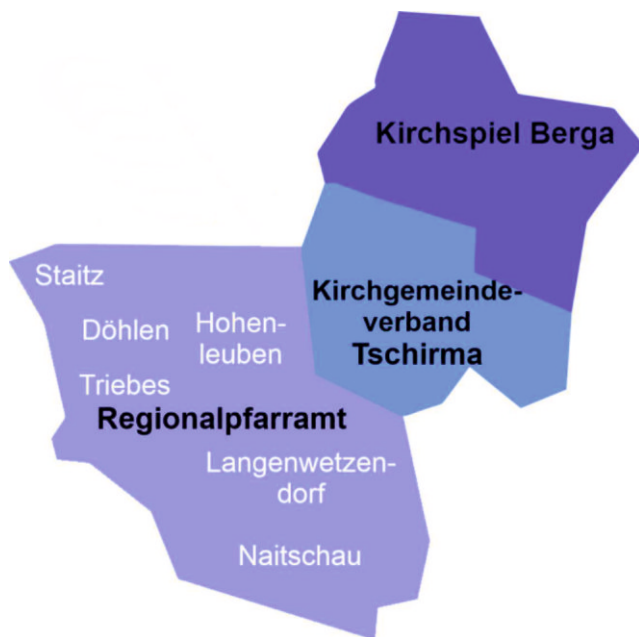 Kirchspiel Berga
Kirchgemeinde-
verband
Tschirma
Staitz
Döhlen
Hohen-
leuben
Triebes
Regionalpfarramt
Langenwetzen-
dorf
Naitschau